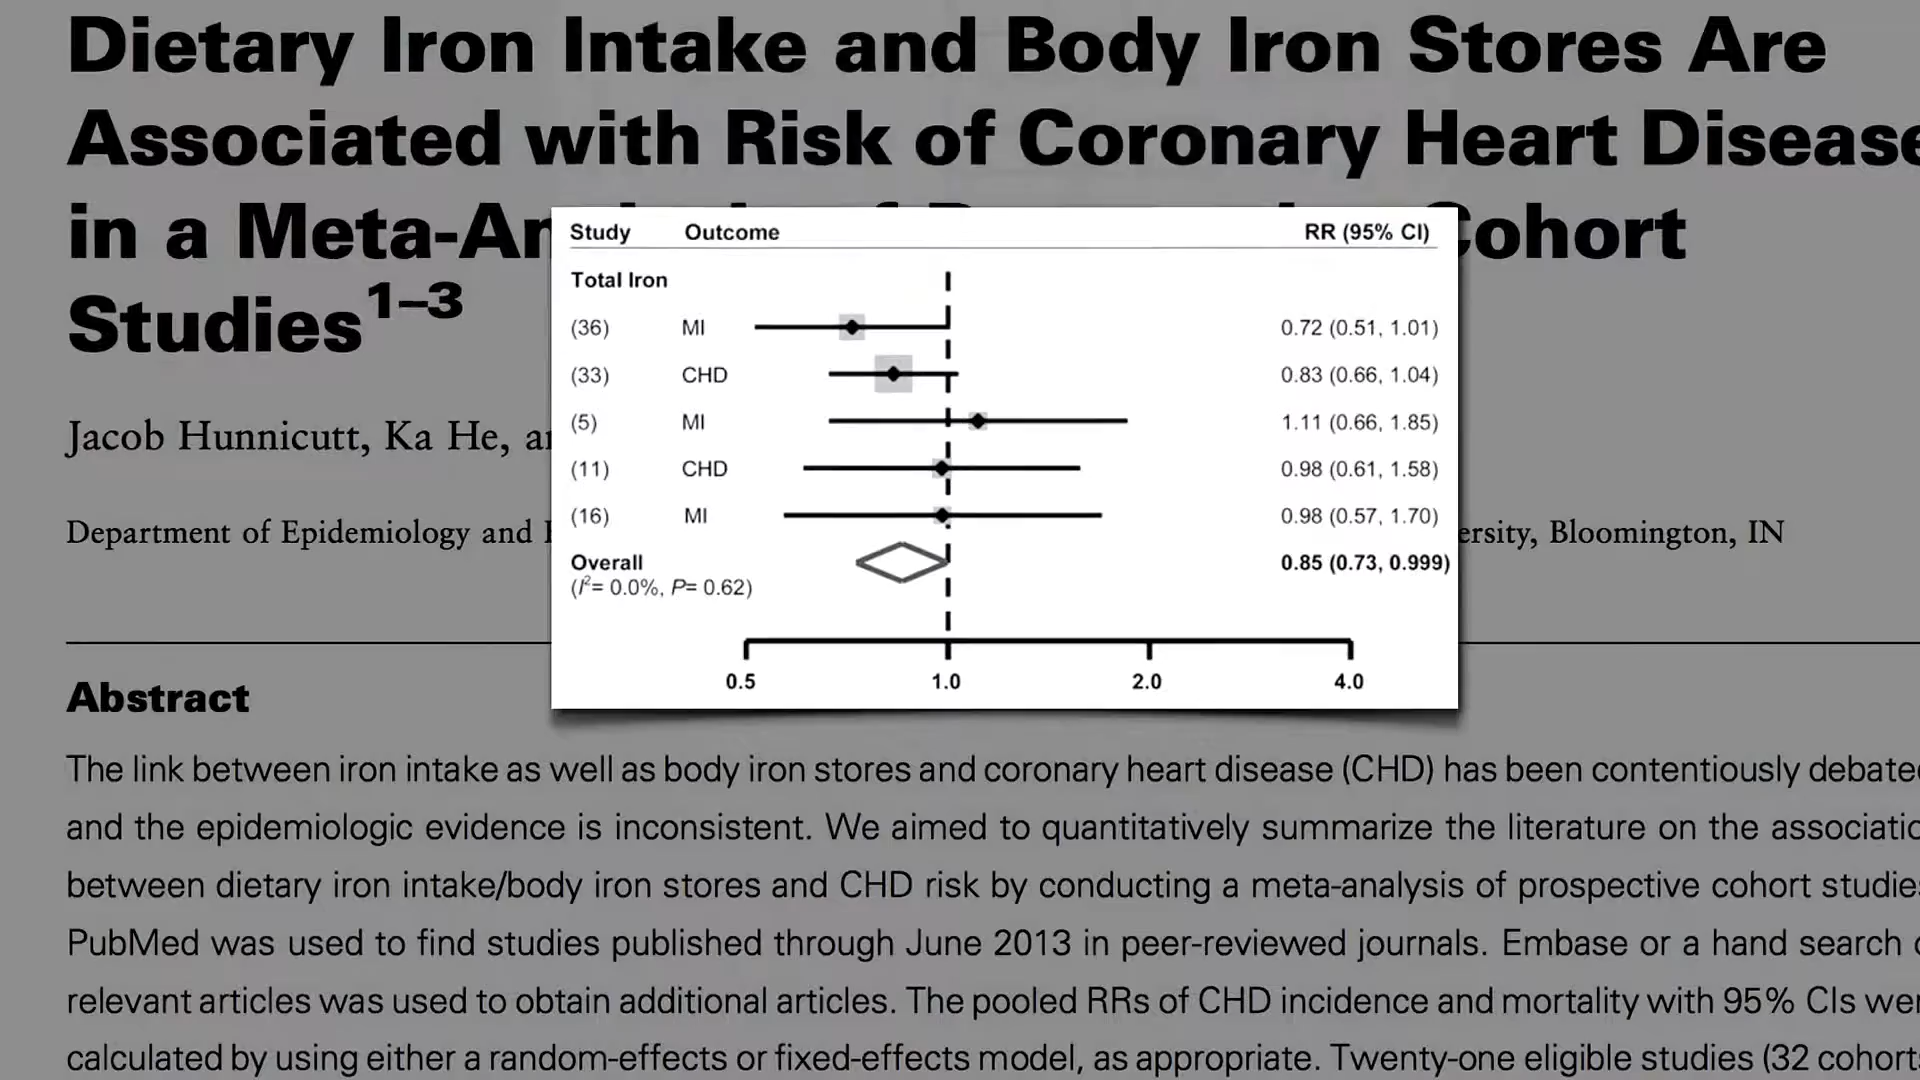 Dietary Iron Intake and Body Iron Stores Are
Associated with Risk of Coronary Heart Disease
in a Meta-An Cohort
Studies1–3
Jacob Hunnicutt, Ka He, an
Department of Epidemiology and ersity, Bloomington, IN
Study Outcome RR (95% CI)
Total Iron
(36) MI 0.72 (0.51, 1.01)
(33) CHD 0.83 (0.66, 1.04)
(5) MI 1.11 (0.66, 1.85)
(11) CHD 0.98 (0.61, 1.58)
(16) MI 0.98 (0.57, 1.70)
Overall 0.85 (0.73, 0.999)
(I²= 0.0%, P= 0.62)
0.5 1.0 2.0 4.0
Abstract
The link between iron intake as well as body iron stores and coronary heart disease (CHD) has been contentiously debated
and the epidemiologic evidence is inconsistent. We aimed to quantitatively summarize the literature on the associatio
between dietary iron intake/body iron stores and CHD risk by conducting a meta-analysis of prospective cohort studies
PubMed was used to find studies published through June 2013 in peer-reviewed journals. Embase or a hand search o
relevant articles was used to obtain additional articles. The pooled RRs of CHD incidence and mortality with 95% CIs wer
calculated by using either a random-effects or fixed-effects model, as appropriate. Twenty-one eligible studies (32 cohorts